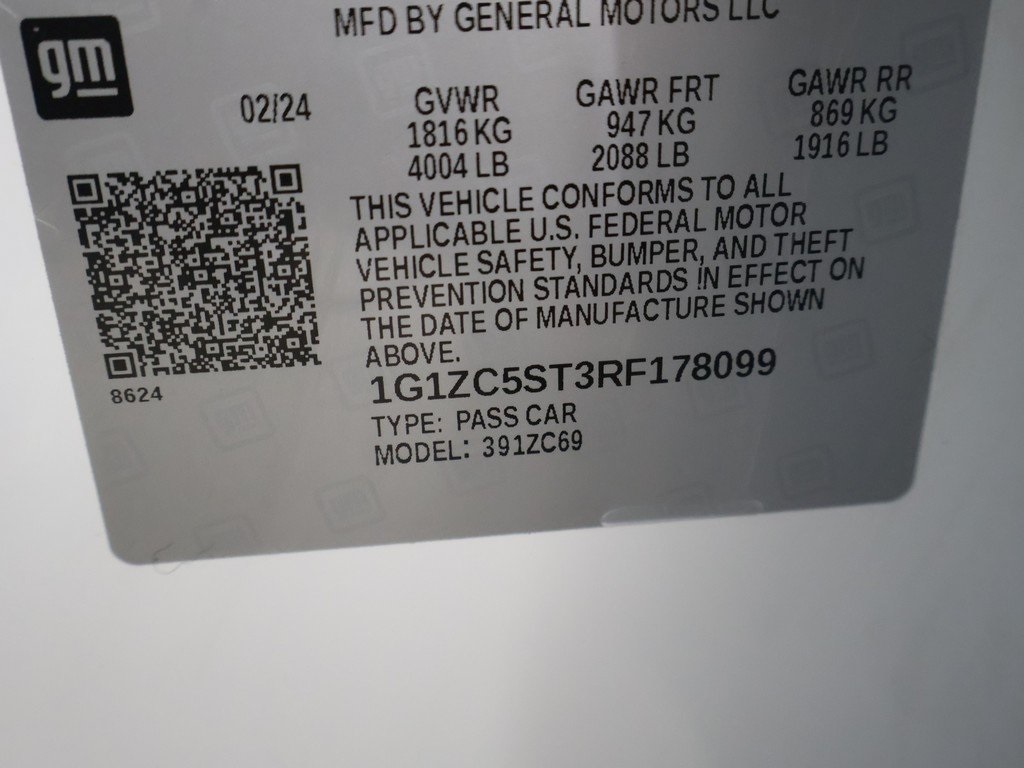 MFD BY GENERAL MOTORS LLC
gm
02/24
GVWR
1816 KG
4004 LB
GAWR FRT
947 KG
2088 LB
GAWR RR
869 KG
1916 LB
THIS VEHICLE CONFORMS TO ALL
APPLICABLE U.S. FEDERAL MOTOR
VEHICLE SAFETY, BUMPER, AND THEFT
PREVENTION STANDARDS IN EFFECT ON
THE DATE OF MANUFACTURE SHOWN
ABOVE.
8624
1G1ZC5ST3RF178099
TYPE: PASS CAR
MODEL: 391ZC69